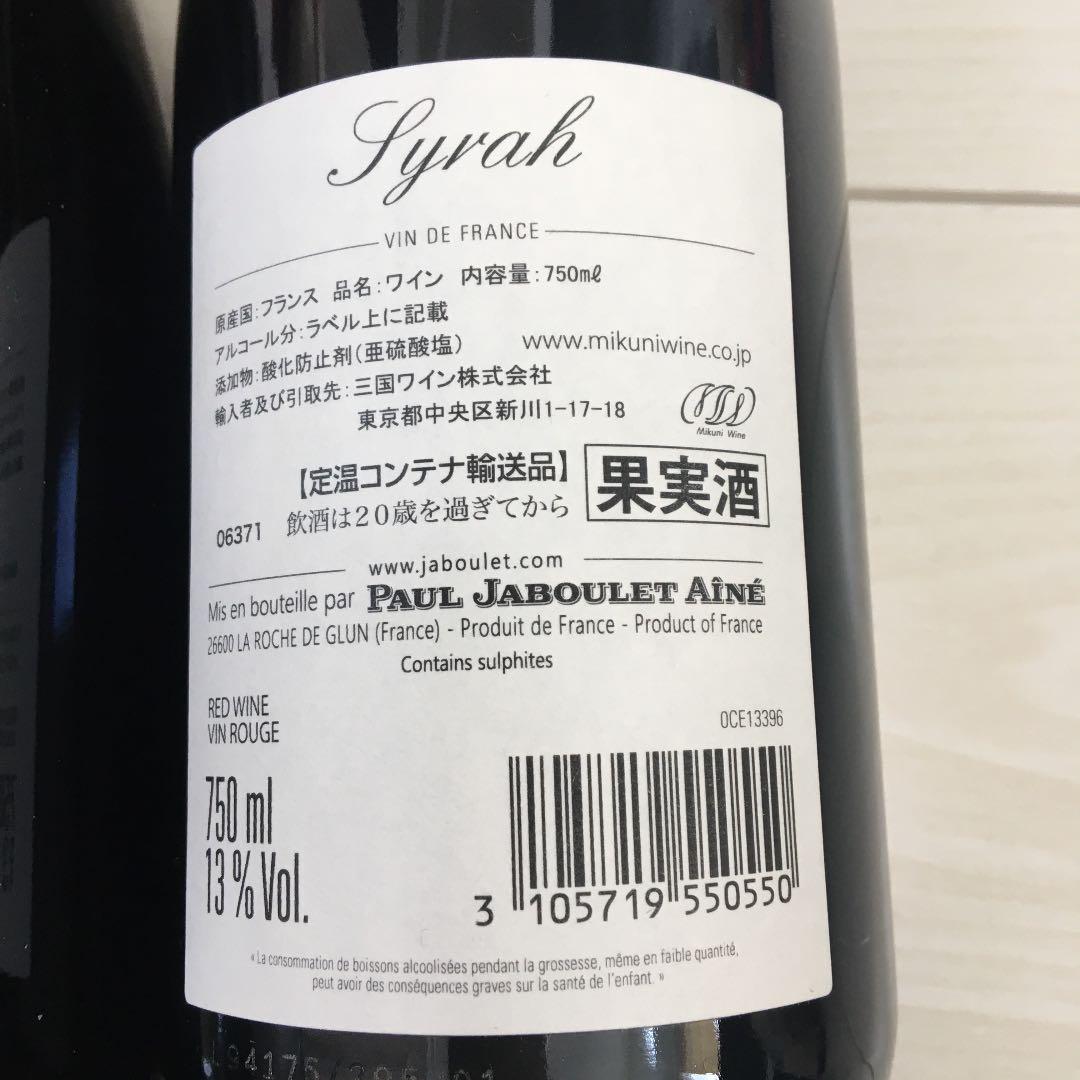 Syrah
VIN DE FRANCE
原産国:フランス 品名:ワイン 内容量:750mℓ
アルコール分:ラベル上に記載
添加物:酸化防止剤(亜硫酸塩)
www.mikuniwine.co.jp
輸入者及び引取先:三国ワイン株式会社
東京都中央区新川1-17-18
Mikuni Wine
【定温コンテナ輸送品】
果実酒
06371 飲酒は20歳を過ぎてから
www.jaboulet.com
Mis en bouteille par PAUL JABOULET AÎNÉ
26600 LA ROCHE DE GLUN (France) - Produit de France - Product of France
Contains sulphites
RED WINE
VIN ROUGE
0CE13396
750 ml
13 % Vol.
3 105719 550550
« La consommation de boissons alcoolisées pendant la grossesse, même en faible quantité,
peut avoir des conséquences graves sur la santé de l'enfant. »